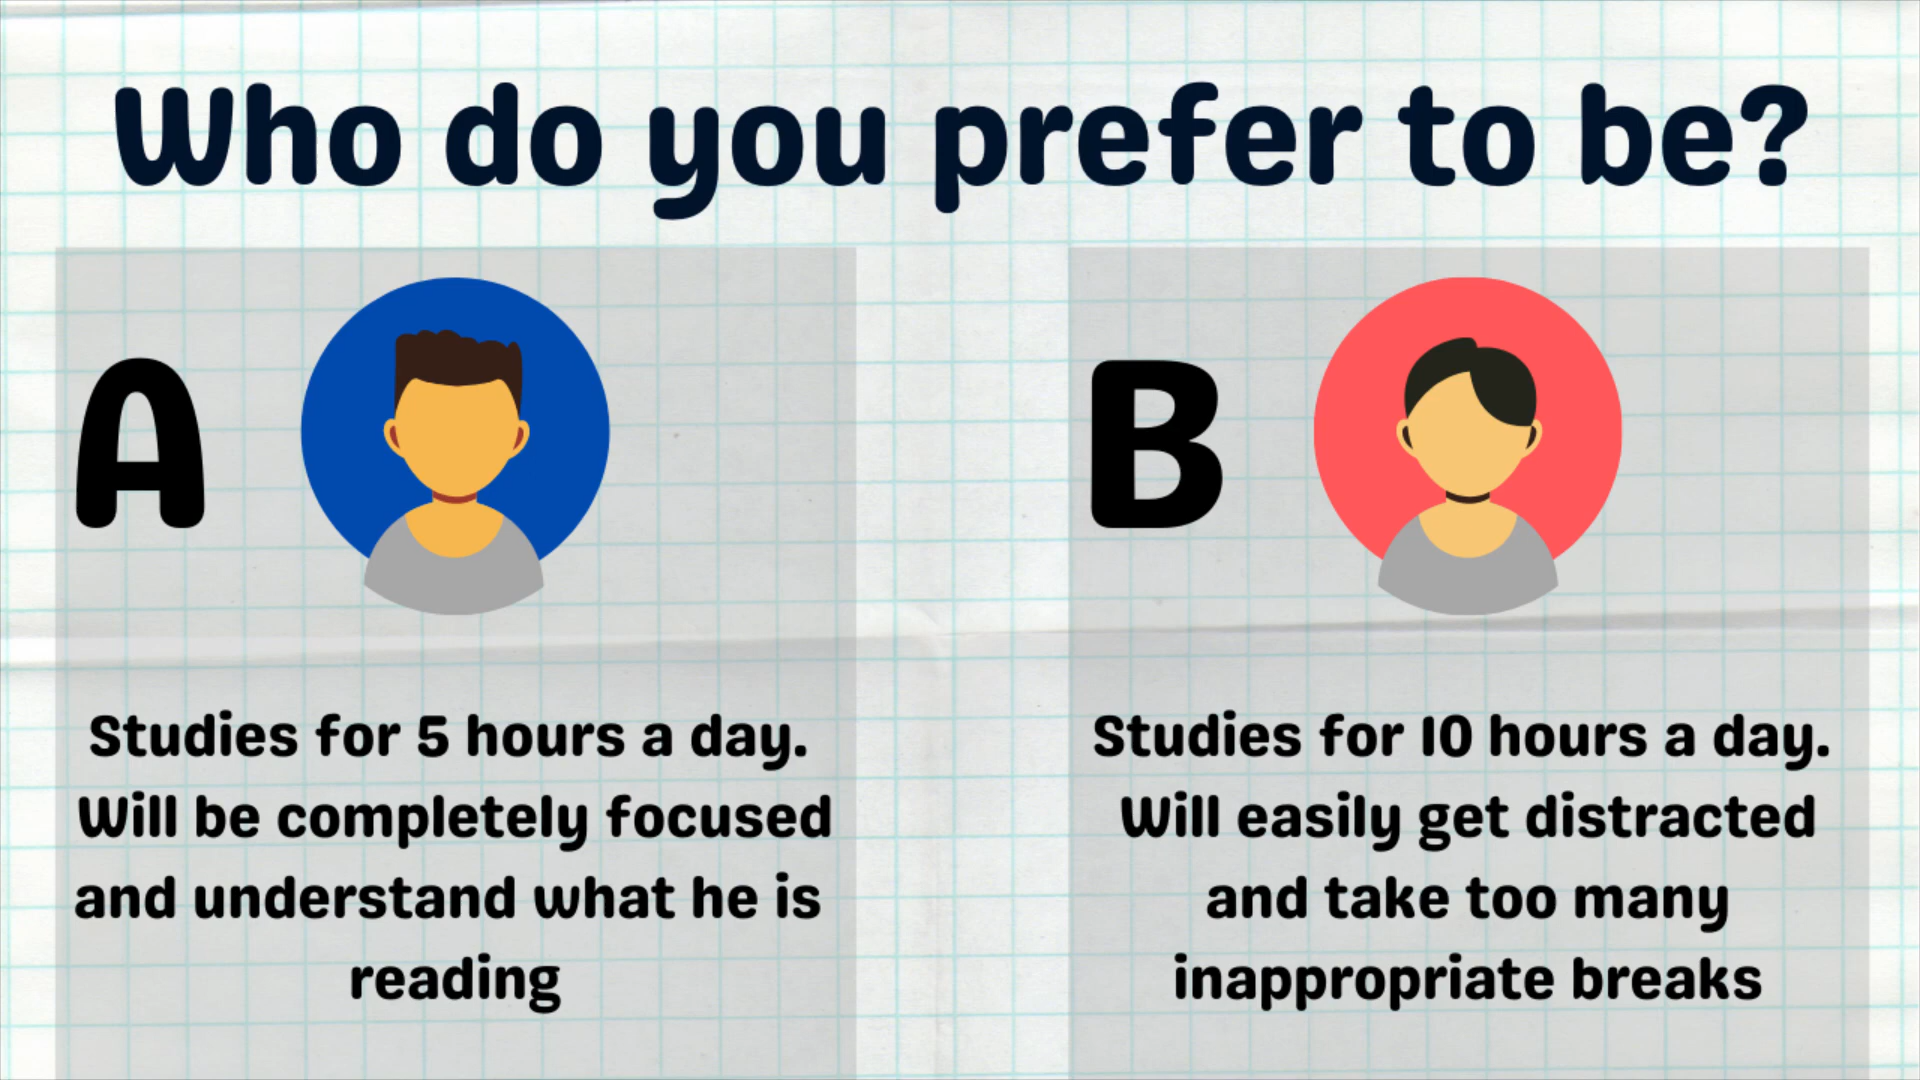 Who do you prefer to be?
A
Studies for 5 hours a day.
Will be completely focused
and understand what he is
reading
B
Studies for 10 hours a day.
Will easily get distracted
and take too many
inappropriate breaks